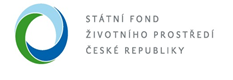 STÁTNÍ FOND
ŽIVOTNÍHO PROSTŘEDÍ
ČESKÉ REPUBLIKY